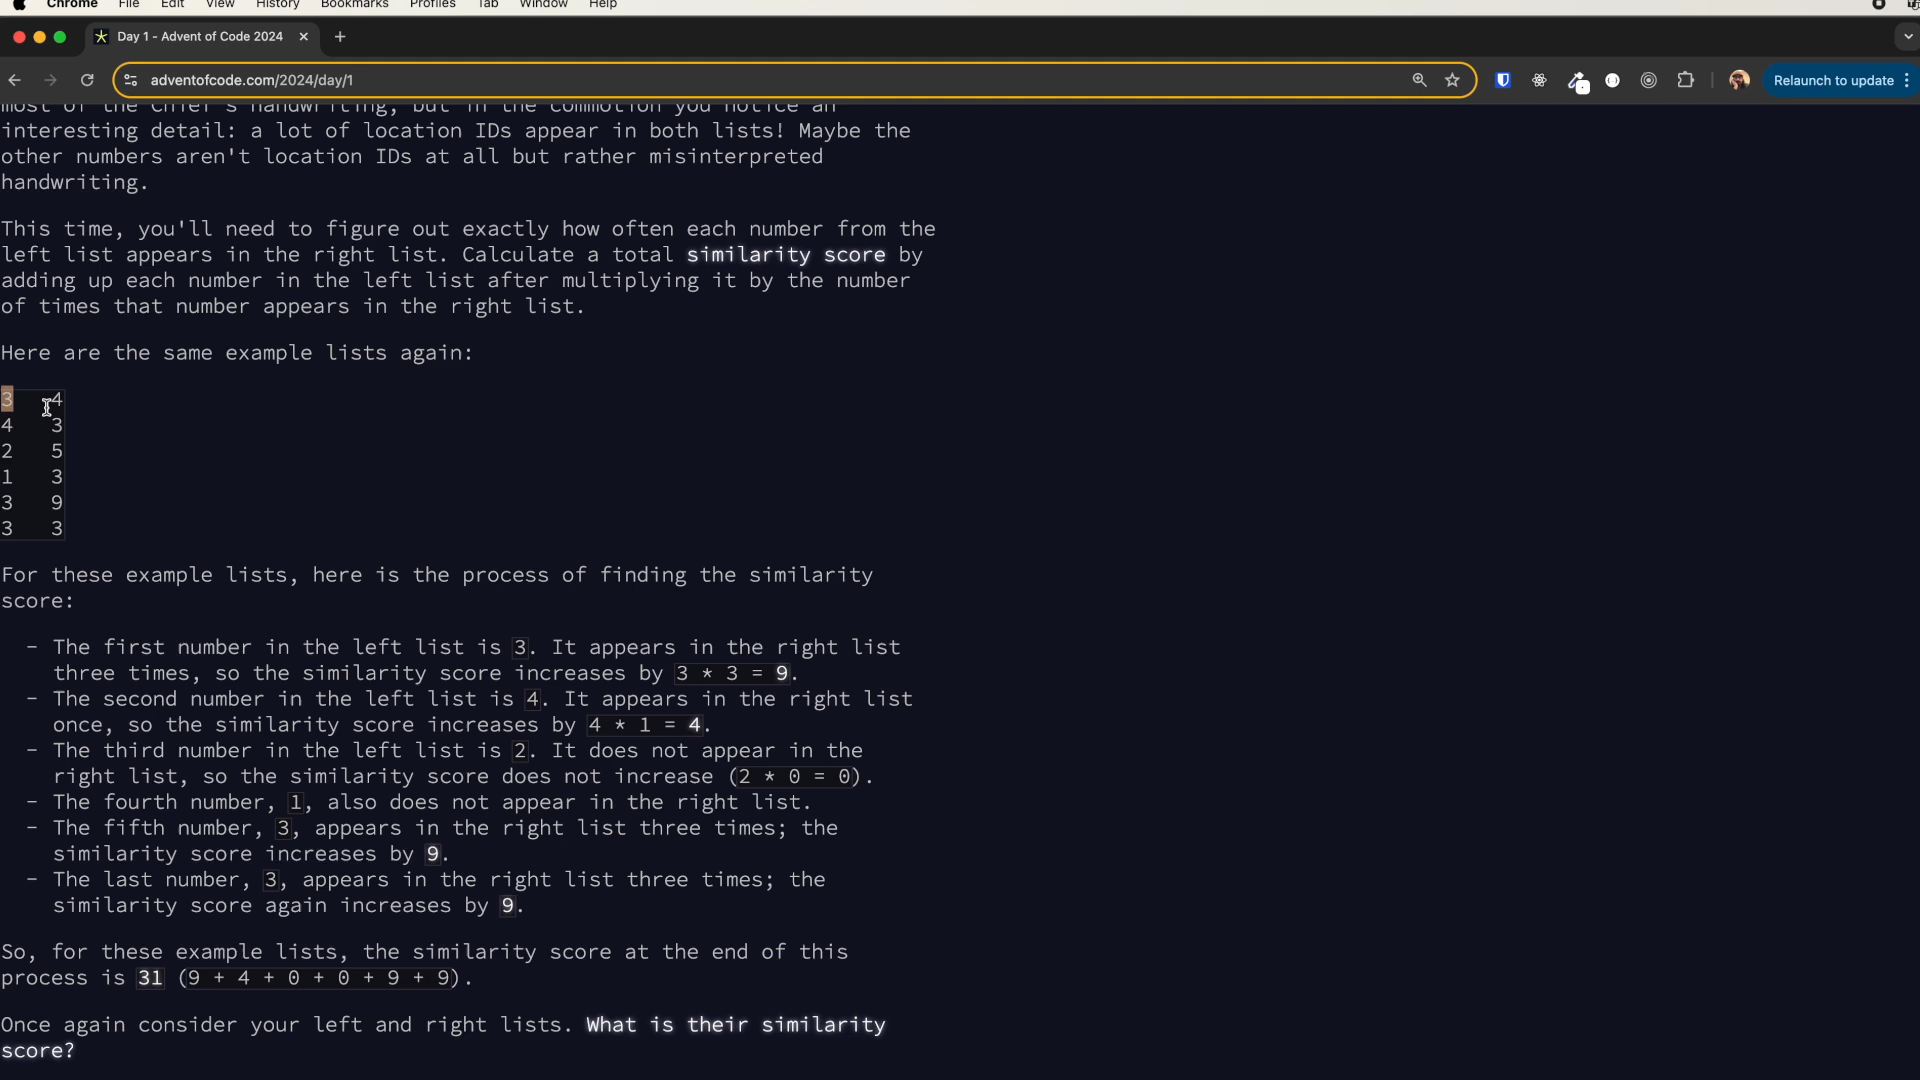 Chrome File Edit View History Bookmarks Profiles Tab Window Help
Day 1 - Advent of Code 2024
adventofcode.com/2024/day/1
Relaunch to update
most of the Chief's handwriting, but in the commotion you notice an
interesting detail: a lot of location IDs appear in both lists! Maybe the
other numbers aren't location IDs at all but rather misinterpreted
handwriting.
This time, you'll need to figure out exactly how often each number from the
left list appears in the right list. Calculate a total similarity score by
adding up each number in the left list after multiplying it by the number
of times that number appears in the right list.
Here are the same example lists again:
3 4
4 3
2 5
1 3
3 9
3 3
For these example lists, here is the process of finding the similarity
score:
- The first number in the left list is 3. It appears in the right list
three times, so the similarity score increases by 3 * 3 = 9.
- The second number in the left list is 4. It appears in the right list
once, so the similarity score increases by 4 * 1 = 4.
- The third number in the left list is 2. It does not appear in the
right list, so the similarity score does not increase (2 * 0 = 0).
- The fourth number, 1, also does not appear in the right list.
- The fifth number, 3, appears in the right list three times; the
similarity score increases by 9.
- The last number, 3, appears in the right list three times; the
similarity score again increases by 9.
So, for these example lists, the similarity score at the end of this
process is 31 (9 + 4 + 0 + 0 + 9 + 9).
Once again consider your left and right lists. What is their similarity
score?